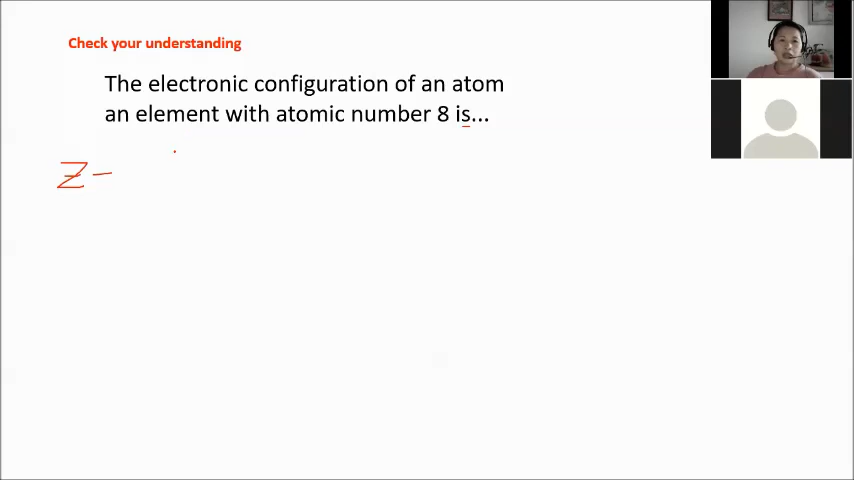 Check your understanding
The electronic configuration of an atom
an element with atomic number 8 is...
Z-